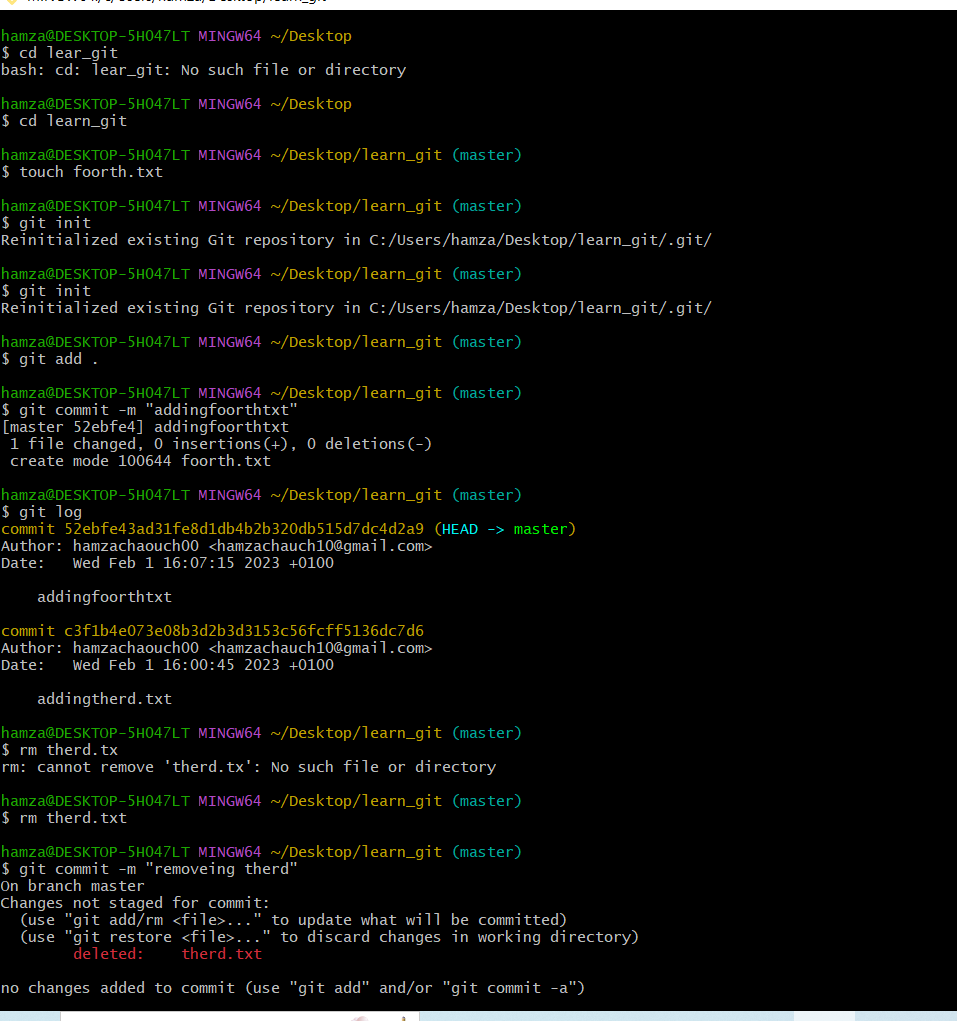 hamza@DESKTOP-5H047LT MINGW64 ~/Desktop
$ cd lear_git
bash: cd: lear_git: No such file or directory
hamza@DESKTOP-5H047LT MINGW64 ~/Desktop
$ cd learn_git
hamza@DESKTOP-5H047LT MINGW64 ~/Desktop/learn_git (master)
$ touch foorth.txt
hamza@DESKTOP-5H047LT MINGW64 ~/Desktop/learn_git (master)
$ git init
Reinitialized existing Git repository in C:/Users/hamza/Desktop/learn_git/.git/
hamza@DESKTOP-5H047LT MINGW64 ~/Desktop/learn_git (master)
$ git init
Reinitialized existing Git repository in C:/Users/hamza/Desktop/learn_git/.git/
hamza@DESKTOP-5H047LT MINGW64 ~/Desktop/learn_git (master)
$ git add .
hamza@DESKTOP-5H047LT MINGW64 ~/Desktop/learn_git (master)
$ git commit -m "addingfoorthtxt"
[master 52ebfe4] addingfoorthtxt
1 file changed, 0 insertions(+), 0 deletions(-)
create mode 100644 foorth.txt
hamza@DESKTOP-5H047LT MINGW64 ~/Desktop/learn_git (master)
$ git log
commit 52ebfe43ad31fe8d1db4b2b320db515d7dc4d2a9 (HEAD -> master)
Author: hamzachaouch00 <hamzachauch10@gmail.com>
Date:   Wed Feb 1 16:07:15 2023 +0100
addingfoorthtxt
commit c3f1b4e073e08b3d2b3d3153c56fcff5136dc7d6
Author: hamzachaouch00 <hamzachauch10@gmail.com>
Date:   Wed Feb 1 16:00:45 2023 +0100
addingtherd.txt
hamza@DESKTOP-5H047LT MINGW64 ~/Desktop/learn_git (master)
$ rm therd.tx
rm: cannot remove 'therd.tx': No such file or directory
hamza@DESKTOP-5H047LT MINGW64 ~/Desktop/learn_git (master)
$ rm therd.txt
hamza@DESKTOP-5H047LT MINGW64 ~/Desktop/learn_git (master)
$ git commit -m "removeing therd"
On branch master
Changes not staged for commit:
(use "git add/rm <file>..." to update what will be committed)
(use "git restore <file>..." to discard changes in working directory)
deleted:    therd.txt
no changes added to commit (use "git add" and/or "git commit -a")